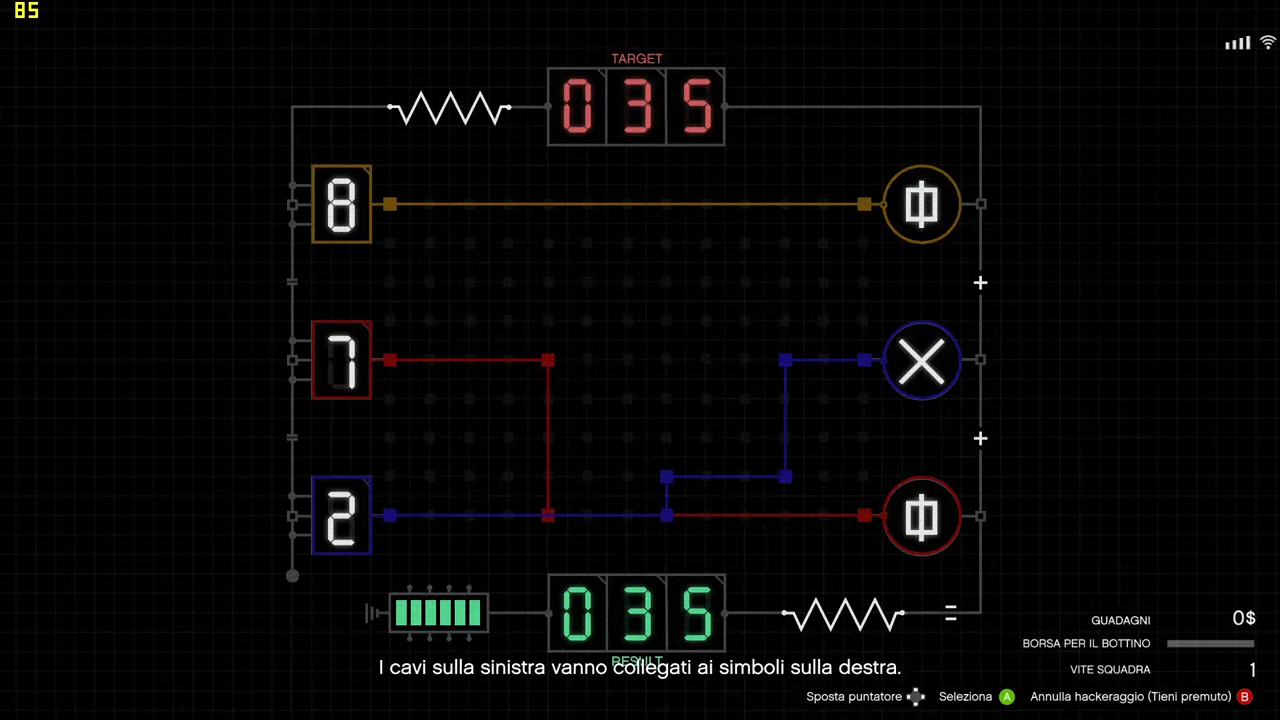 85
TARGET
035
8
7
2
035
RESULT
I cavi sulla sinistra vanno collegati ai simboli sulla destra.
GUADAGNI 0$
BORSA PER IL BOTTINO
VITE SQUADRA 1
Sposta puntatore Seleziona A Annulla hackeraggio (Tieni premuto) B